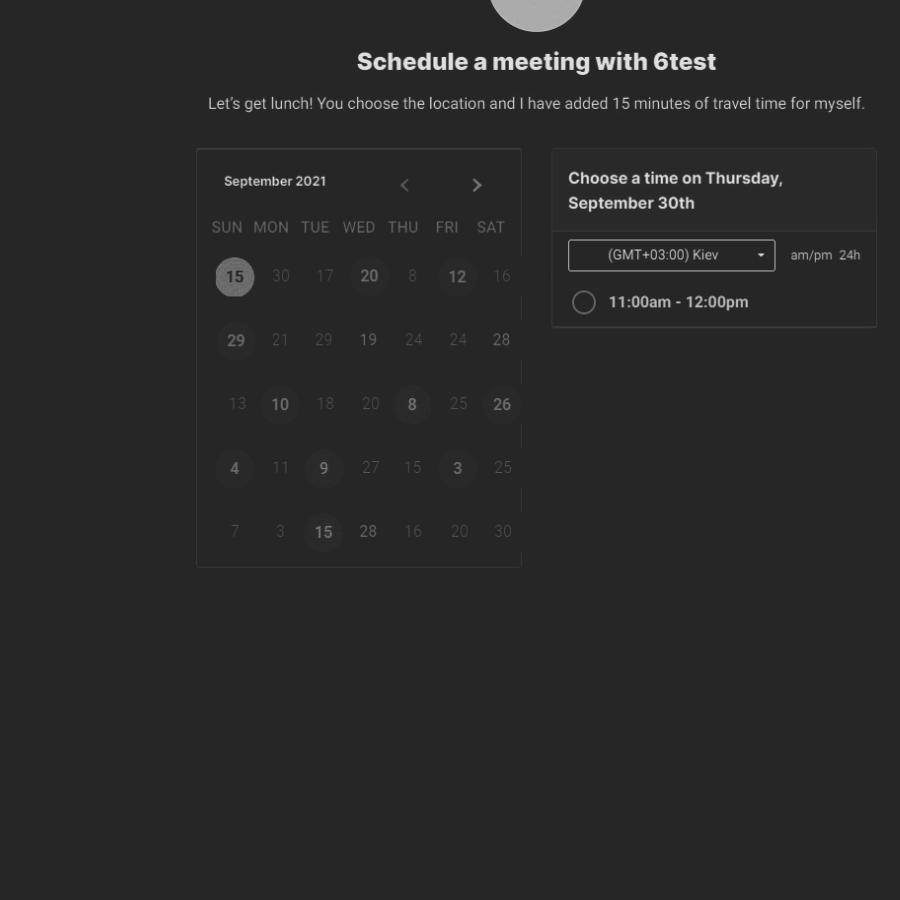 Schedule a meeting with 6test
Let's get lunch! You choose the location and I have added 15 minutes of travel time for myself.
September 2021
SUN MON TUE WED THU FRI SAT
15 30 17 20 8 12 16
29 21 29 19 24 24 28
13 10 18 20 8 25 26
4 11 9 27 15 3 25
7 3 15 28 16 20 30
Choose a time on Thursday,
September 30th
(GMT+03:00) Kiev am/pm 24h
11:00am - 12:00pm